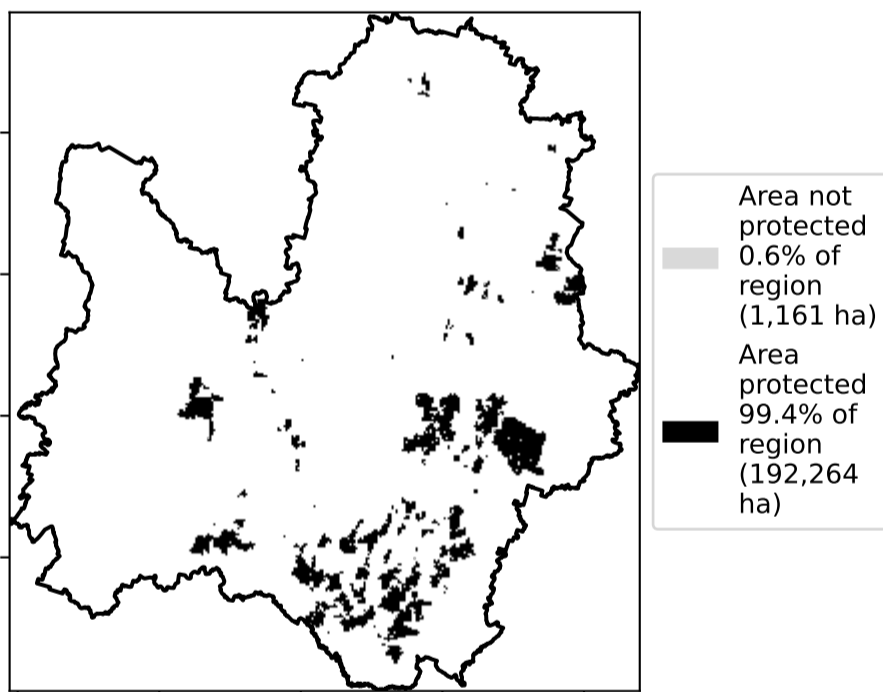 Area not
protected
0.6% of
region
(1,161 ha)
Area
protected
99.4% of
region
(192,264
ha)